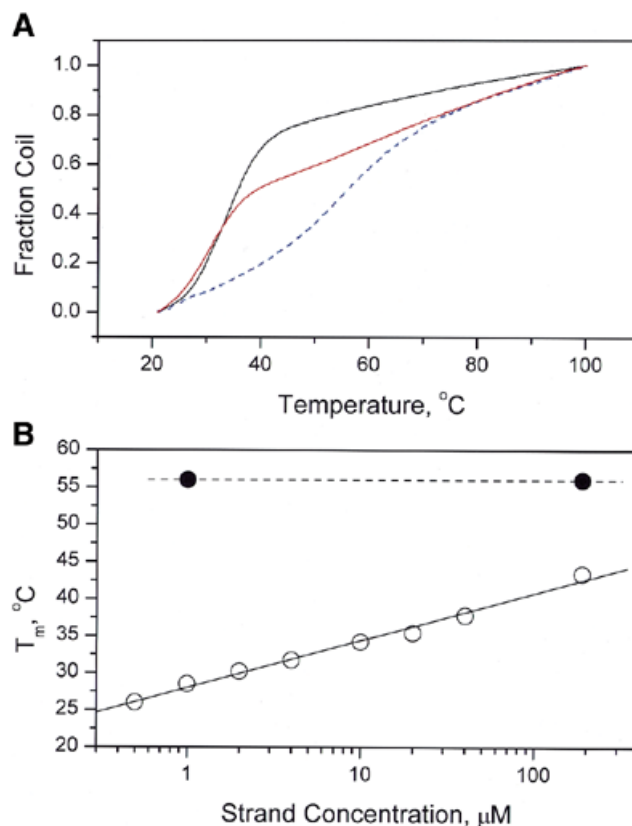 A
1.0
0.8
0.6
0.4
0.2
0.0
Fraction Coil
20 40 60 80 100
Temperature, °C
B
60
55
50
45
40
35
30
25
20
Tm, °C
1 10 100
Strand Concentration, μM